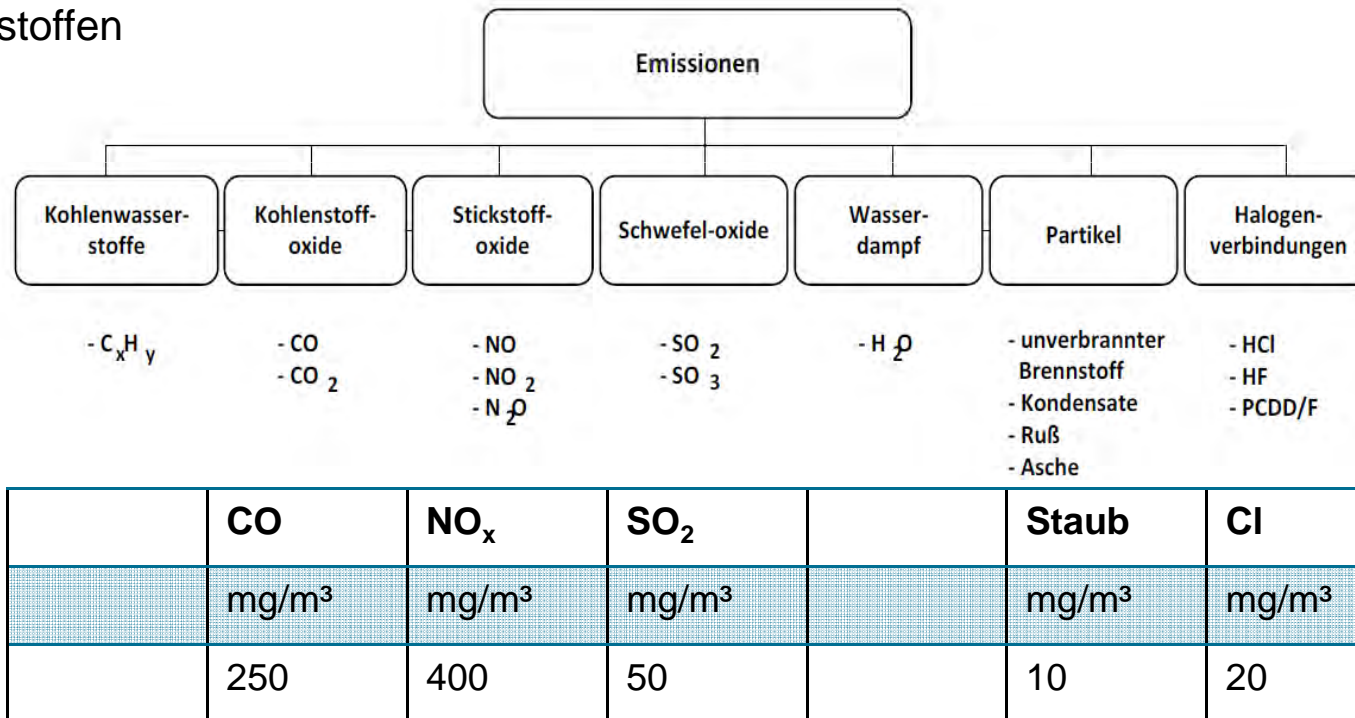 stoffen
Emissionen
Kohlenwasser-
stoffe
Kohlenstoff-
oxide
Stickstoff-
oxide
Schwefel-oxide
Wasser-
dampf
Partikel
Halogen-
verbindungen
- CxHy
- CO
- CO2
- NO
- NO2
- N2O
- SO2
- SO3
- H2O
- unverbrannter
Brennstoff
- Kondensate
- Ruß
- Asche
- HCl
- HF
- PCDD/F
CO NOx SO2 Staub Cl
mg/m³ mg/m³ mg/m³ mg/m³ mg/m³
250 400 50 10 20